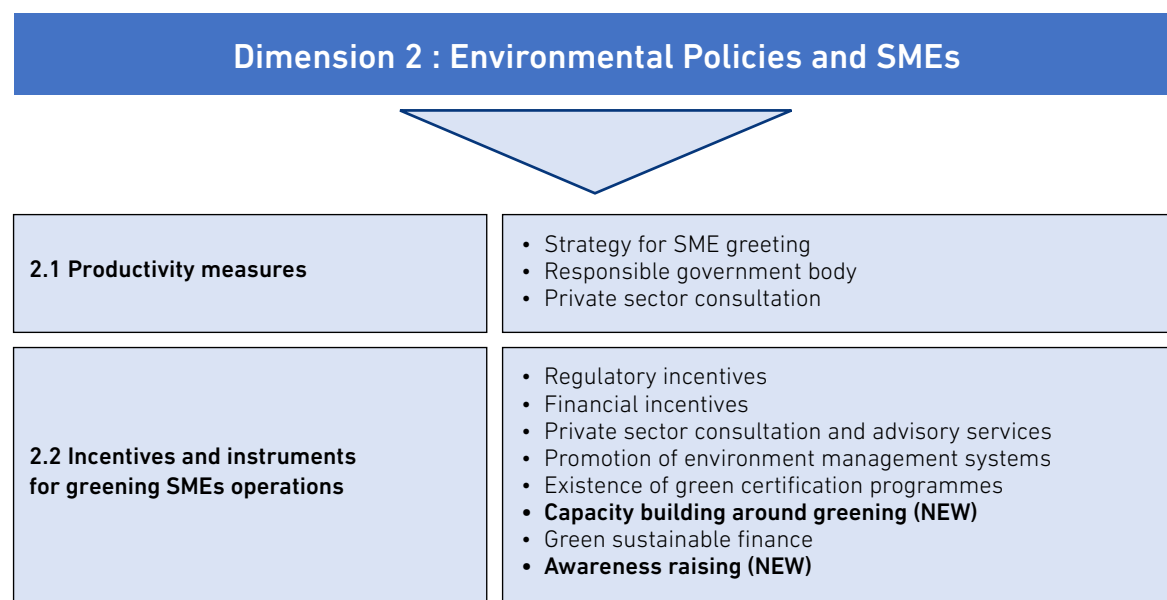 Dimension 2 : Environmental Policies and SMEs
2.1 Productivity measures
• Strategy for SME greeting
• Responsible government body
• Private sector consultation
2.2 Incentives and instruments
for greening SMEs operations
• Regulatory incentives
• Financial incentives
• Private sector consultation and advisory services
• Promotion of environment management systems
• Existence of green certification programmes
• Capacity building around greening (NEW)
• Green sustainable finance
• Awareness raising (NEW)